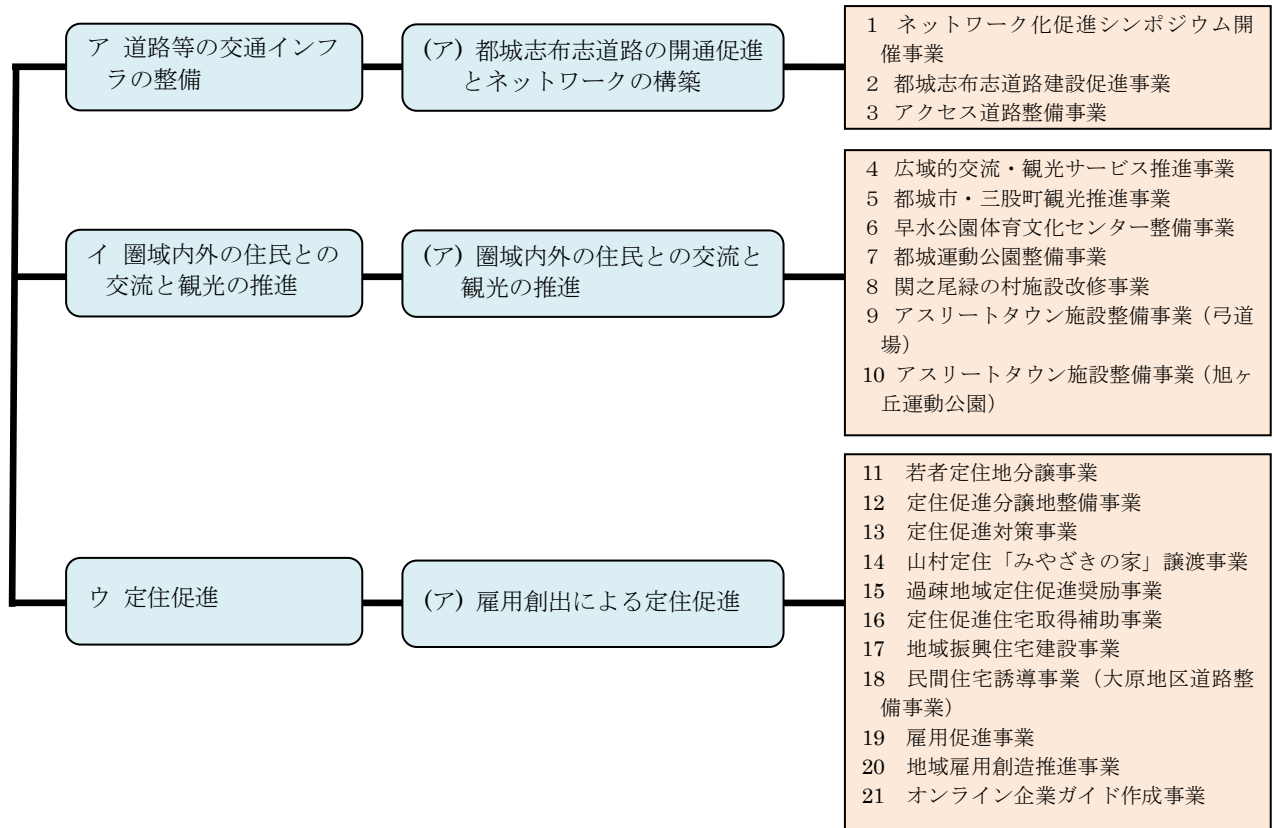 ア 道路等の交通インフ
ラの整備
(ア) 都城志布志道路の開通促進
とネットワークの構築
1 ネットワーク化促進シンポジウム開
催事業
2 都城志布志道路建設促進事業
3 アクセス道路整備事業
イ 圏域内外の住民との
交流と観光の推進
(ア) 圏域内外の住民との交流と
観光の推進
4 広域的交流・観光サービス推進事業
5 都城市・三股町観光推進事業
6 早水公園体育文化センター整備事業
7 都城運動公園整備事業
8 関之尾緑の村施設改修事業
9 アスリートタウン施設整備事業（弓道
場）
10 アスリートタウン施設整備事業（旭ヶ
丘運動公園）
ウ 定住促進
(ア) 雇用創出による定住促進
11 若者定住地分譲事業
12 定住促進分譲地整備事業
13 定住促進対策事業
14 山村定住「みやざきの家」譲渡事業
15 過疎地域定住促進奨励事業
16 定住促進住宅取得補助事業
17 地域振興住宅建設事業
18 民間住宅誘導事業（大原地区道路整
備事業）
19 雇用促進事業
20 地域雇用創造推進事業
21 オンライン企業ガイド作成事業